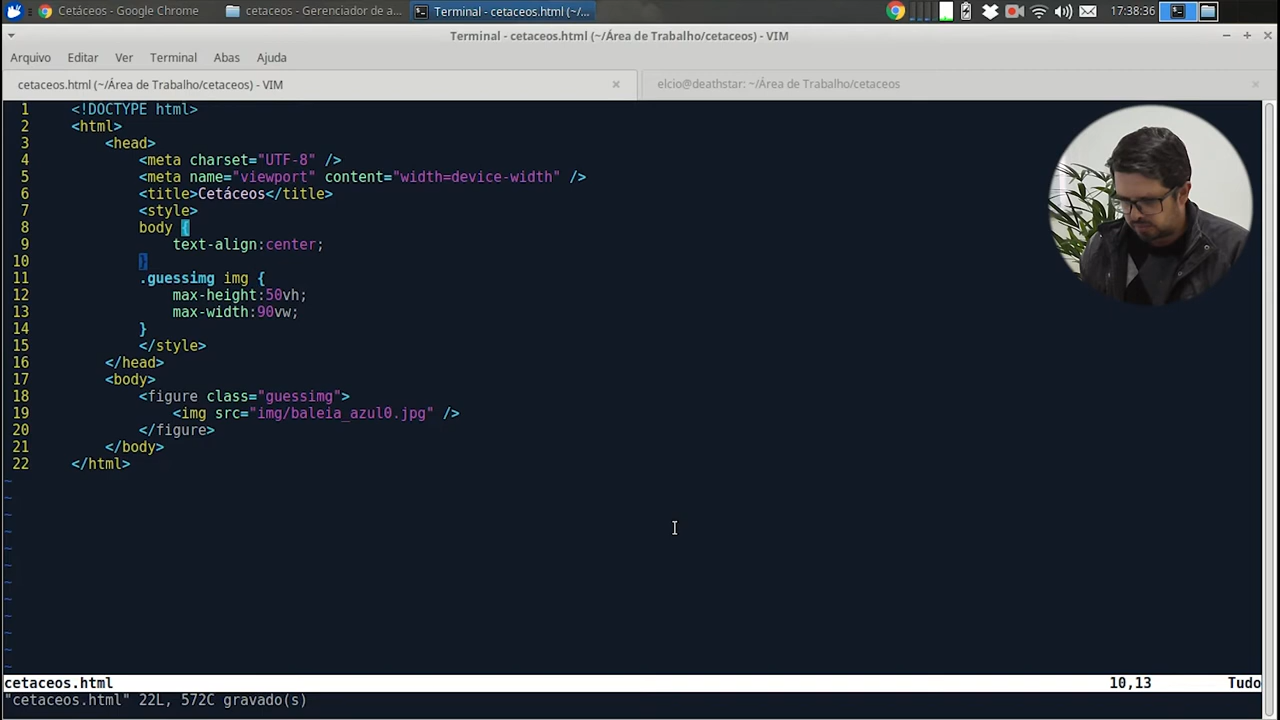 Cetáceos - Google Chrome
cetaceos - Gerenciador de a...
Terminal - cetaceos.html (~/...
17:38:36
Terminal - cetaceos.html (~/Área de Trabalho/cetaceos) - VIM
Arquivo Editar Ver Terminal Abas Ajuda
cetaceos.html (~/Área de Trabalho/cetaceos) - VIM
elcio@deathstar: ~/Área de Trabalho/cetaceos
1 <!DOCTYPE html>
2 <html>
3 <head>
4 <meta charset="UTF-8" />
5 <meta name="viewport" content="width=device-width" />
6 <title>Cetáceos</title>
7 <style>
8 body {
9 text-align:center;
10 }
11 .guessimg img {
12 max-height:50vh;
13 max-width:90vw;
14 }
15 </style>
16 </head>
17 <body>
18 <figure class="guessimg">
19 <img src="img/baleia_azul0.jpg" />
20 </figure>
21 </body>
22 </html>
~
~
~
~
~
~
~
~
~
~
~
~
cetaceos.html 10,13 Tudo
"cetaceos.html" 22L, 572C gravado(s)